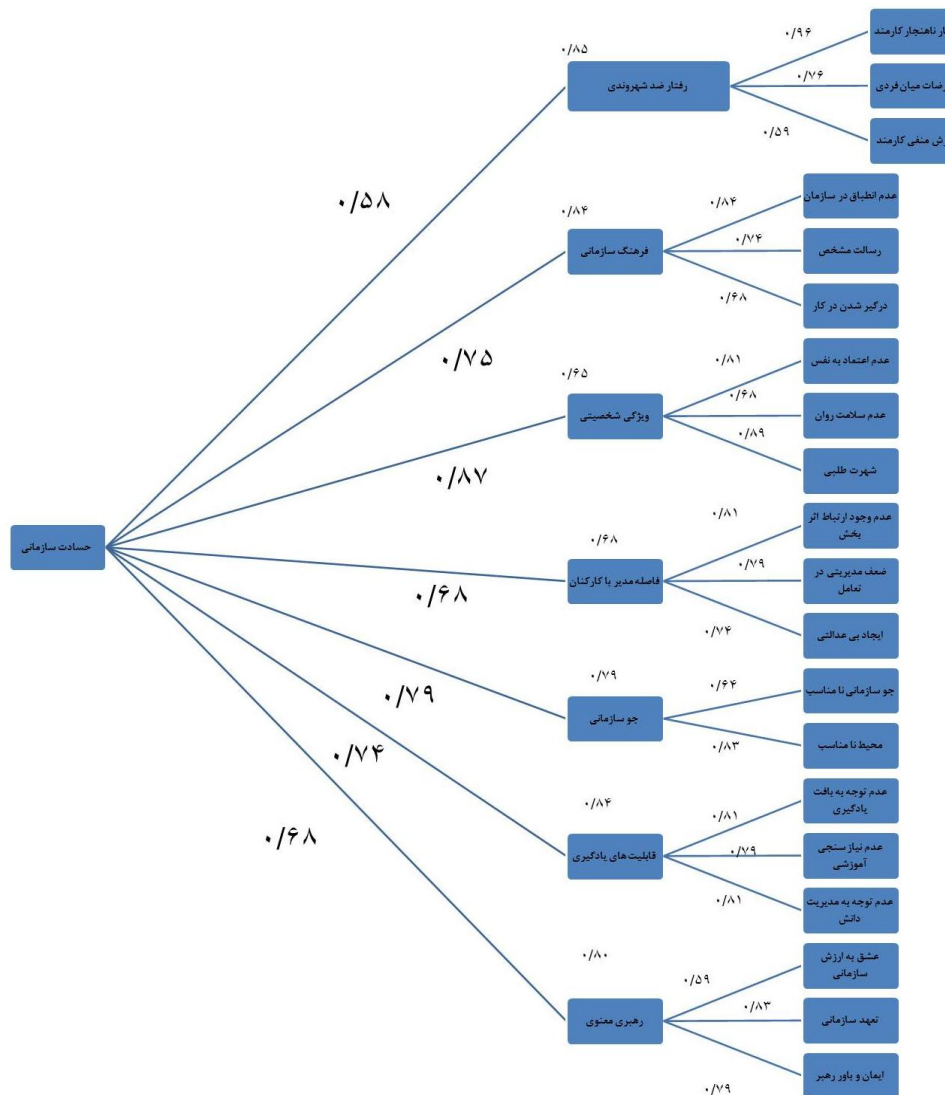 ۰/۸۵
رفتار ضد شهروندی
۰/۹۶
ناهنجار کارمند
۰/۷۶
میان فردی
۰/۵۹
منفی کارمند
۰/۵۸
۰/۸۴
فرهنگ سازمانی
۰/۸۴
عدم انطباق در سازمان
۰/۷۴
رسالت مشخص
۰/۶۸
درگیر شدن در کار
۰/۷۵
۰/۶۵
ویژگی شخصیتی
۰/۸۱
عدم اعتماد به نفس
۰/۶۸
عدم سلامت روان
۰/۸۹
شهرت طلبی
۰/۸۷
حسادت سازمانی
۰/۶۸
فاصله مدیر با کارکنان
۰/۸۱
عدم وجود ارتباط اثر
بخش
۰/۷۹
ضعف مدیریتی در
تعامل
۰/۷۴
ایجاد بی عدالتی
۰/۶۸
۰/۷۹
جو سازمانی
۰/۶۴
جو سازمانی نا مناسب
۰/۸۳
محیط نا مناسب
۰/۷۹
۰/۸۴
قابلیت های یادگیری
۰/۸۱
عدم توجه به بافت
یادگیری
۰/۷۹
عدم نیاز سنجی
آموزشی
۰/۸۱
عدم توجه به مدیریت
دانش
۰/۷۴
۰/۸۰
رهبری معنوی
۰/۵۹
عشق به ارزش
سازمانی
۰/۸۳
تعهد سازمانی
۰/۷۹
ایمان و باور رهبر
۰/۶۸